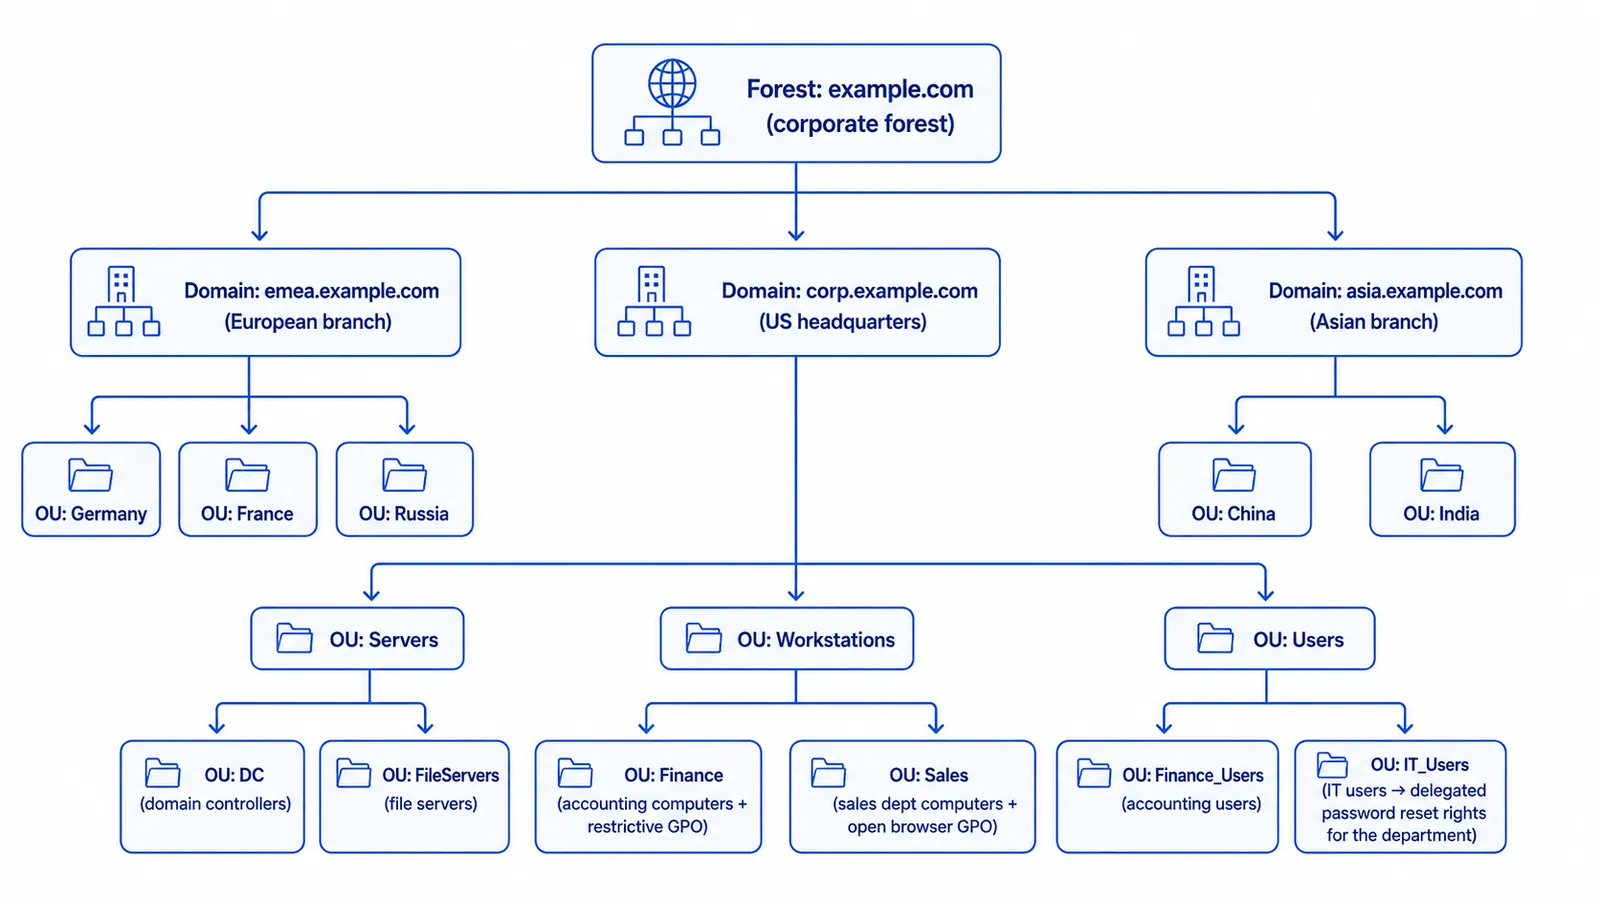 Forest: example.com
(corporate forest)
Domain: emea.example.com
(European branch)
Domain: corp.example.com
(US headquarters)
Domain: asia.example.com
(Asian branch)
OU: Germany
OU: France
OU: Russia
OU: China
OU: India
OU: Servers
OU: Workstations
OU: Users
OU: DC
(domain controllers)
OU: FileServers
(file servers)
OU: Finance
(accounting computers +
restrictive GPO)
OU: Sales
(sales dept computers +
open browser GPO)
OU: Finance_Users
(accounting users)
OU: IT_Users
(IT users → delegated
password reset rights
for the department)